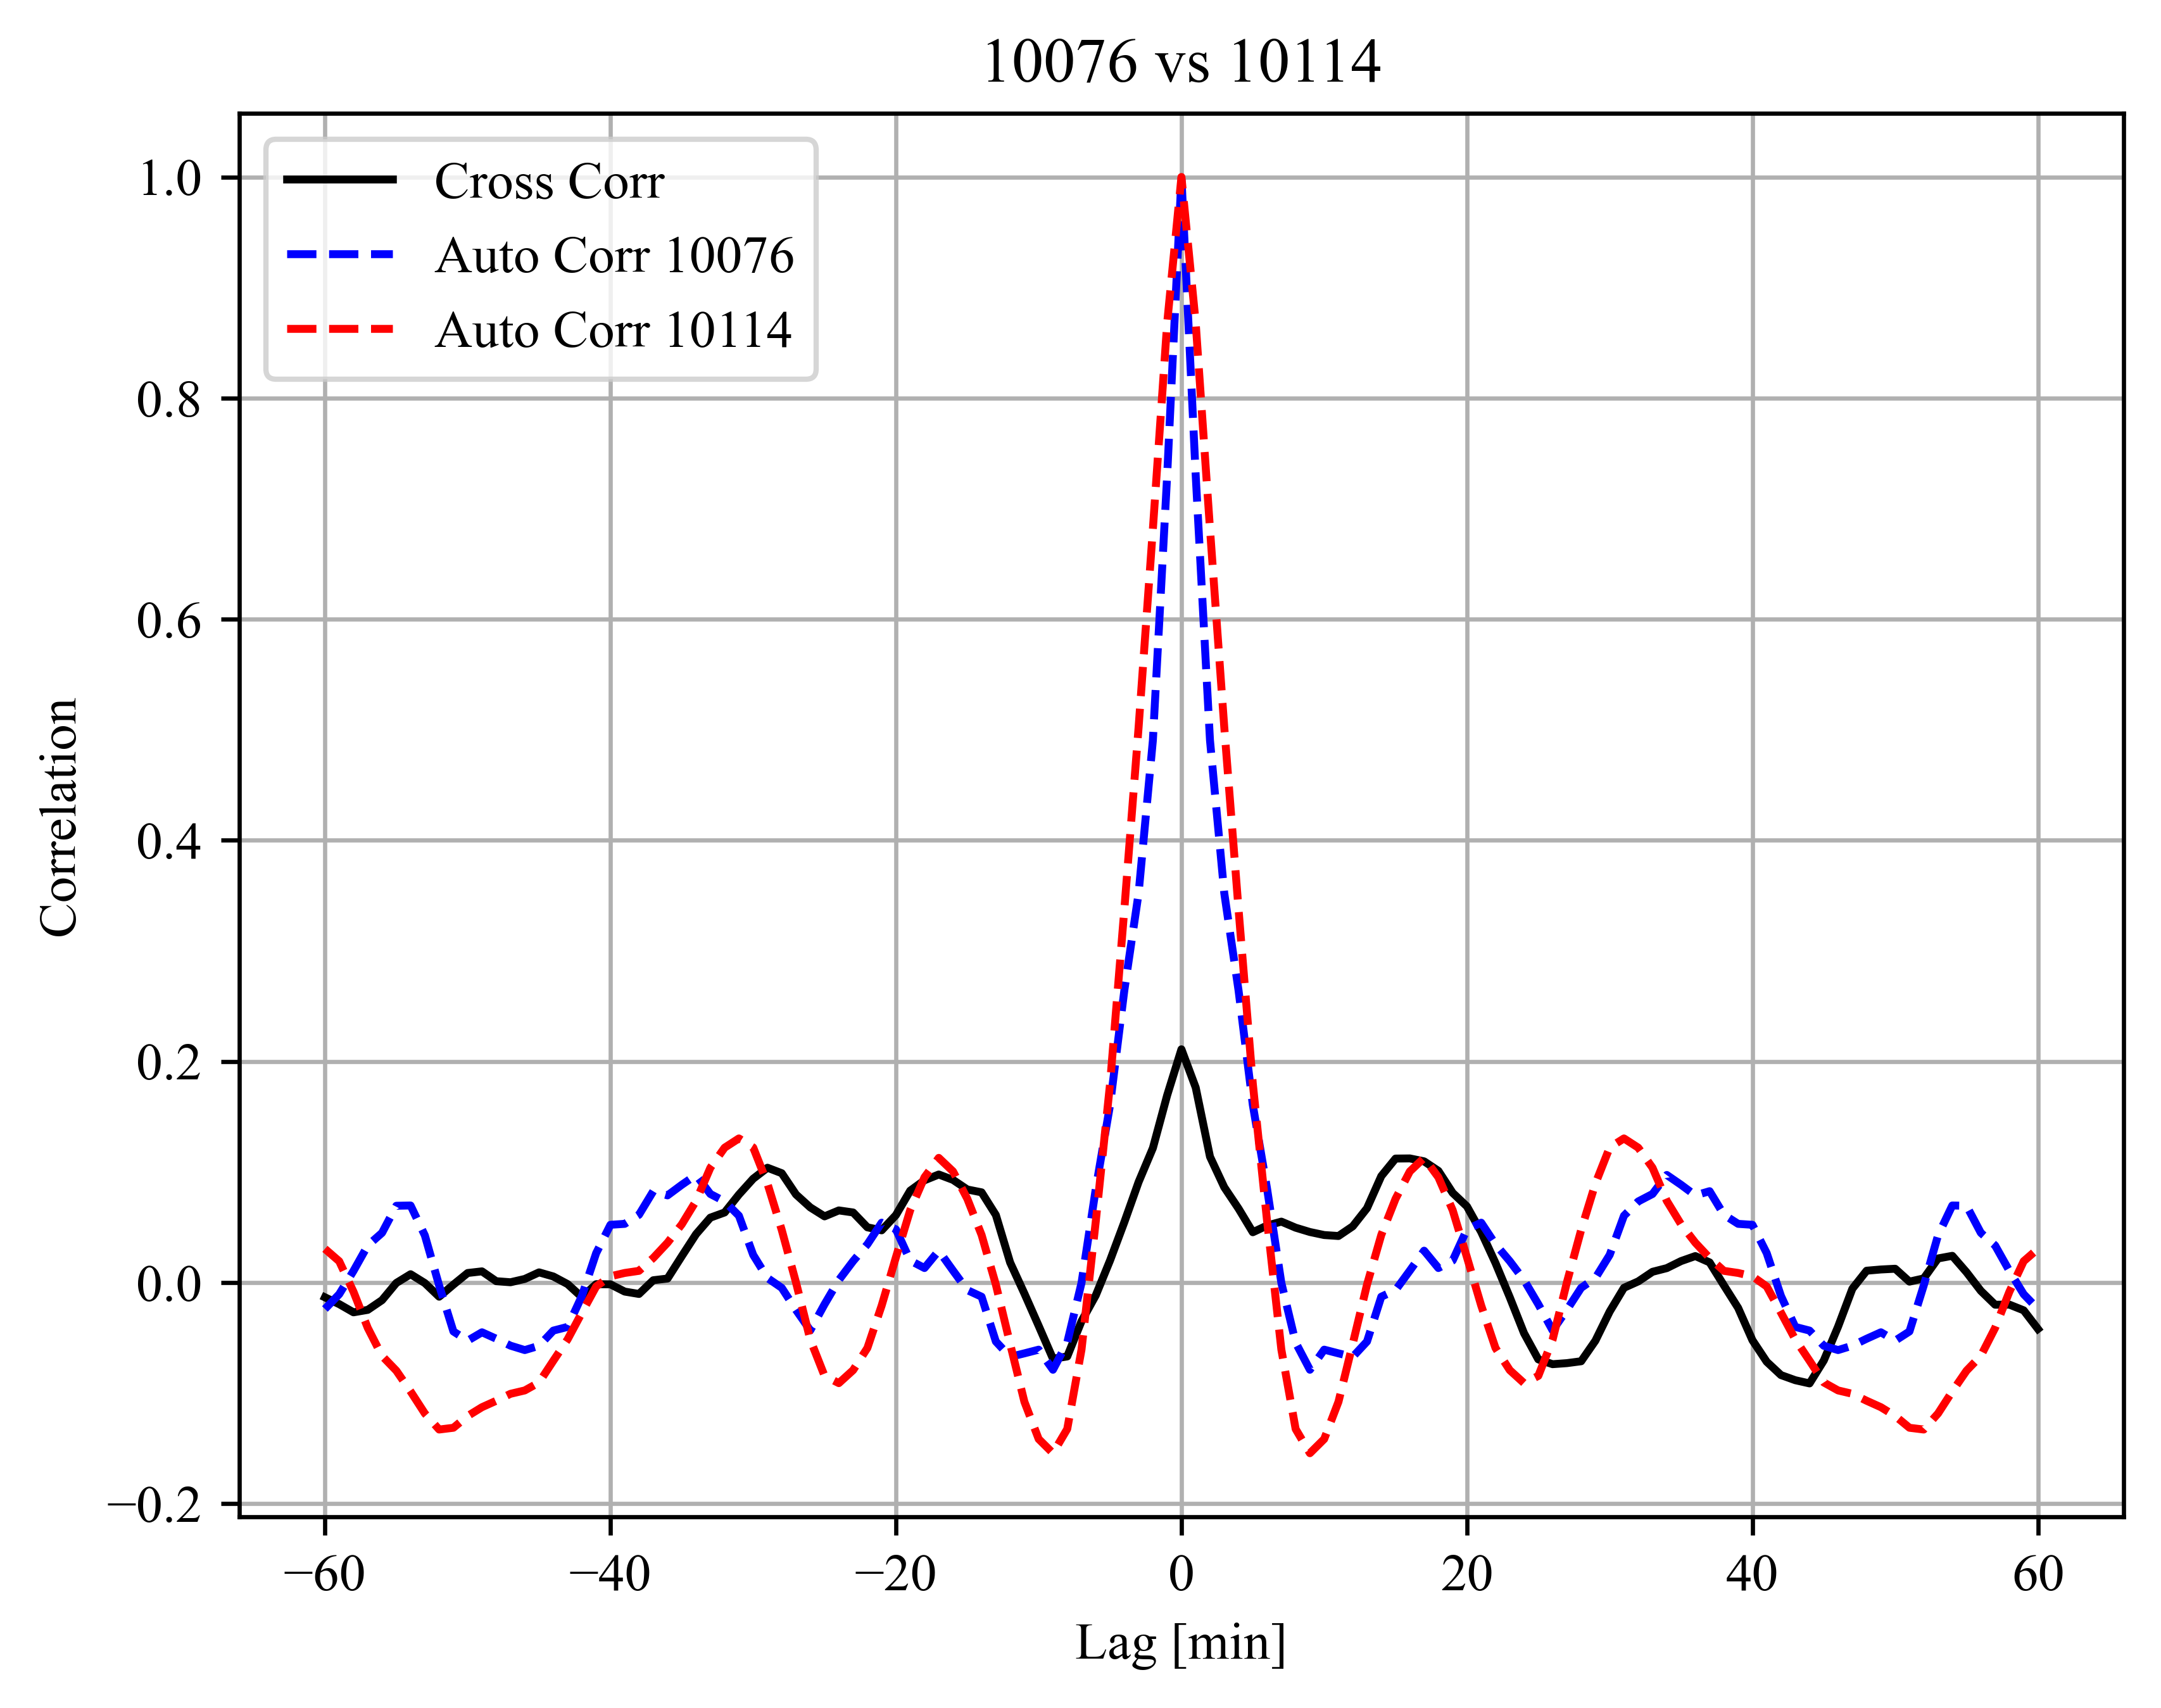 10076 vs 10114
Cross Corr
Auto Corr 10076
Auto Corr 10114
1.0
0.8
0.6
0.4
0.2
0.0
−0.2
Correlation
−60 −40 −20 0 20 40 60
Lag [min]